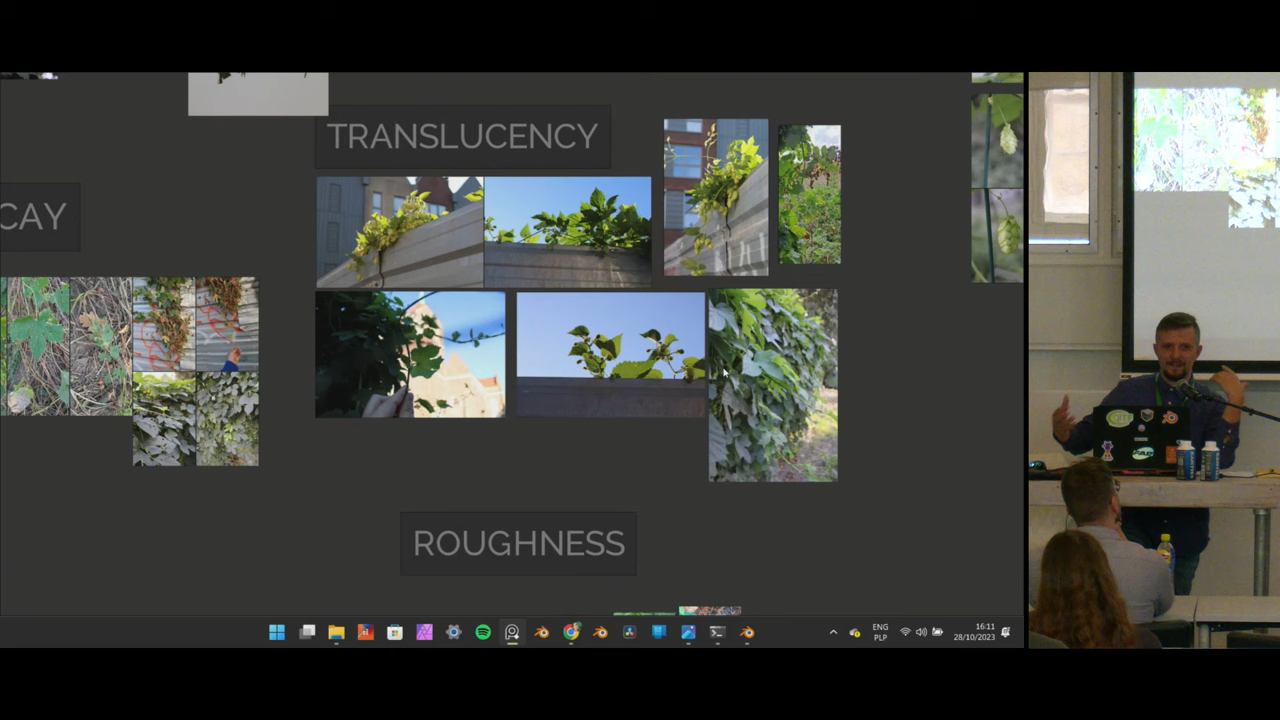 TRANSLUCENCY
CAY
ROUGHNESS
ENG
PLP
16:11
28/10/2023